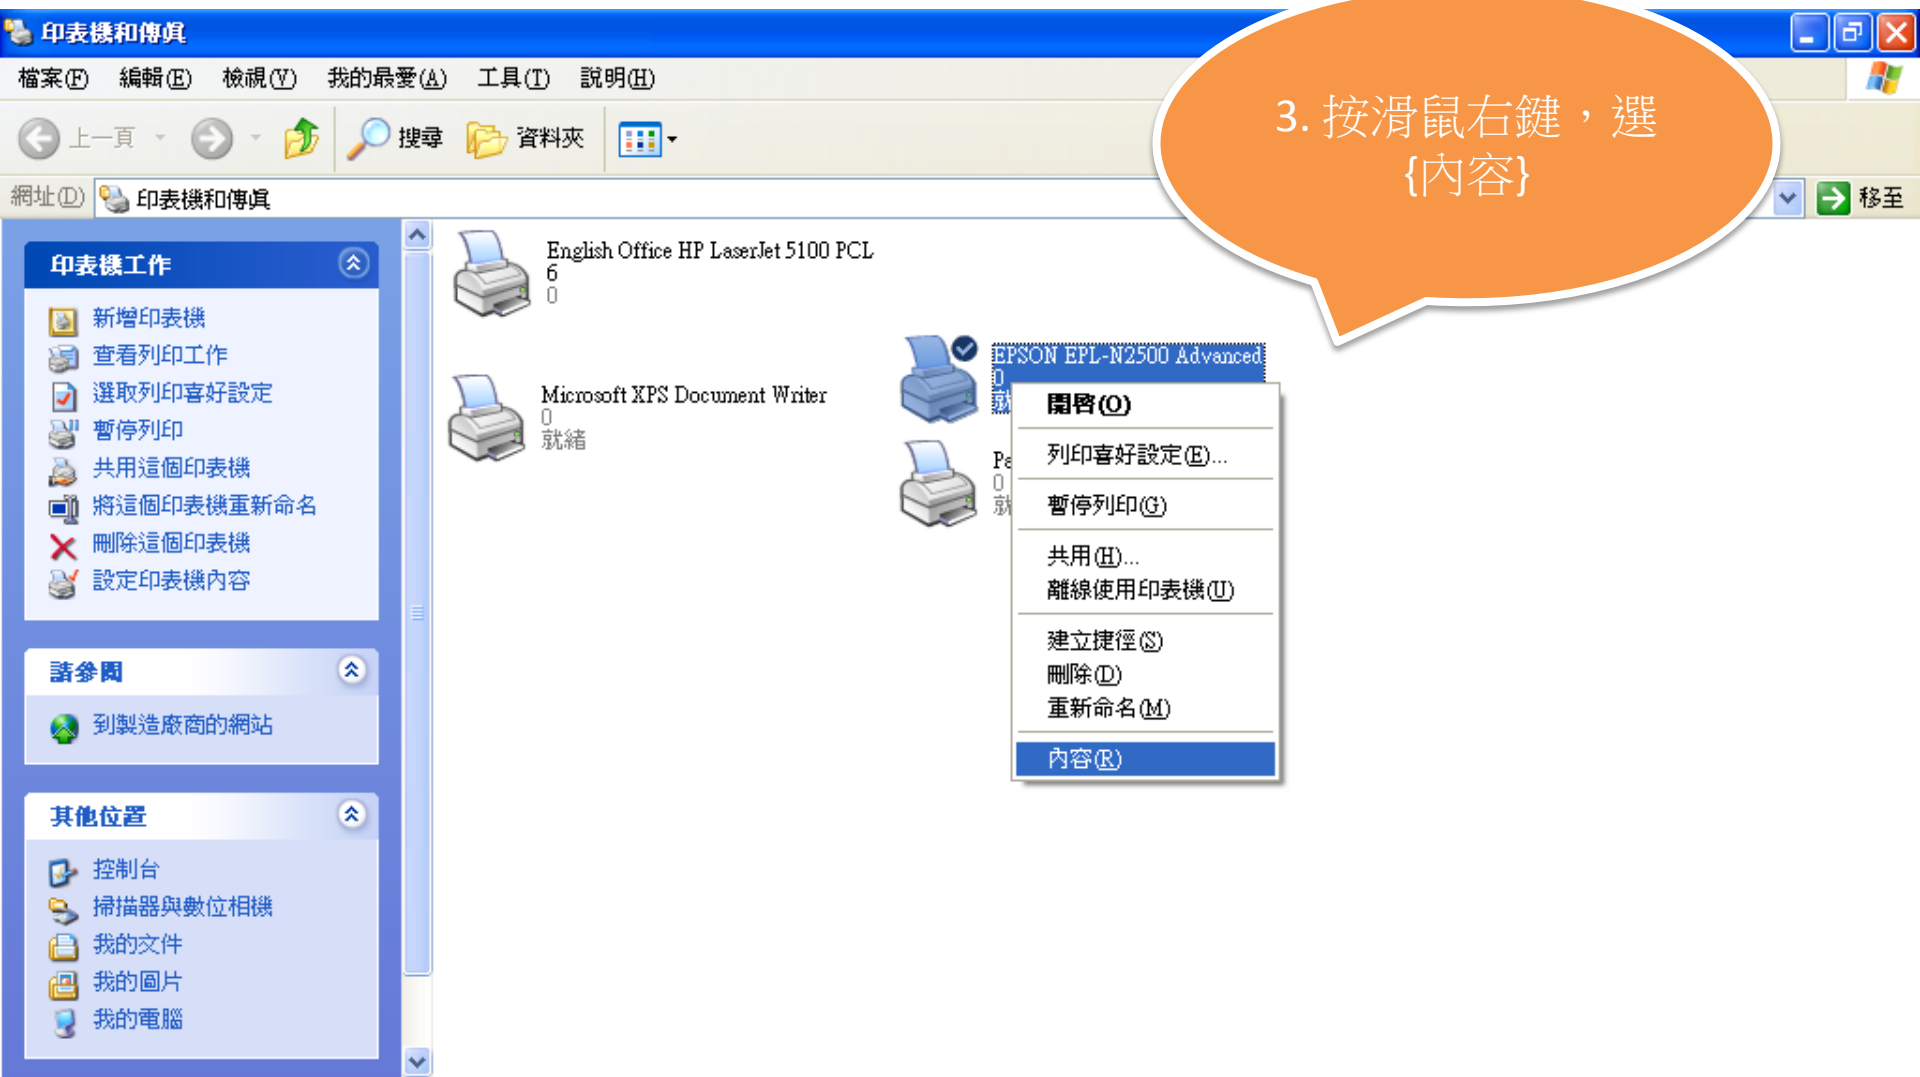 印表機和傳真
檔案(F) 編輯(E) 檢視(V) 我的最愛(A) 工具(T) 說明(H)
上一頁 搜尋 資料夾
網址(D) 印表機和傳真 移至
3. 按滑鼠右鍵，選
{內容}
印表機工作
新增印表機
查看列印工作
選取列印喜好設定
暫停列印
共用這個印表機
將這個印表機重新命名
刪除這個印表機
設定印表機內容
請參閱
到製造廠商的網站
其他位置
控制台
掃描器與數位相機
我的文件
我的圖片
我的電腦
English Office HP LaserJet 5100 PCL
6
0
Microsoft XPS Document Writer
0
就緒
EPSON EPL-N2500 Advanced
0
0
開啓(O)
列印喜好設定(E)...
暫停列印(G)
共用(H)...
離線使用印表機(U)
建立捷徑(S)
刪除(D)
重新命名(M)
內容(R)